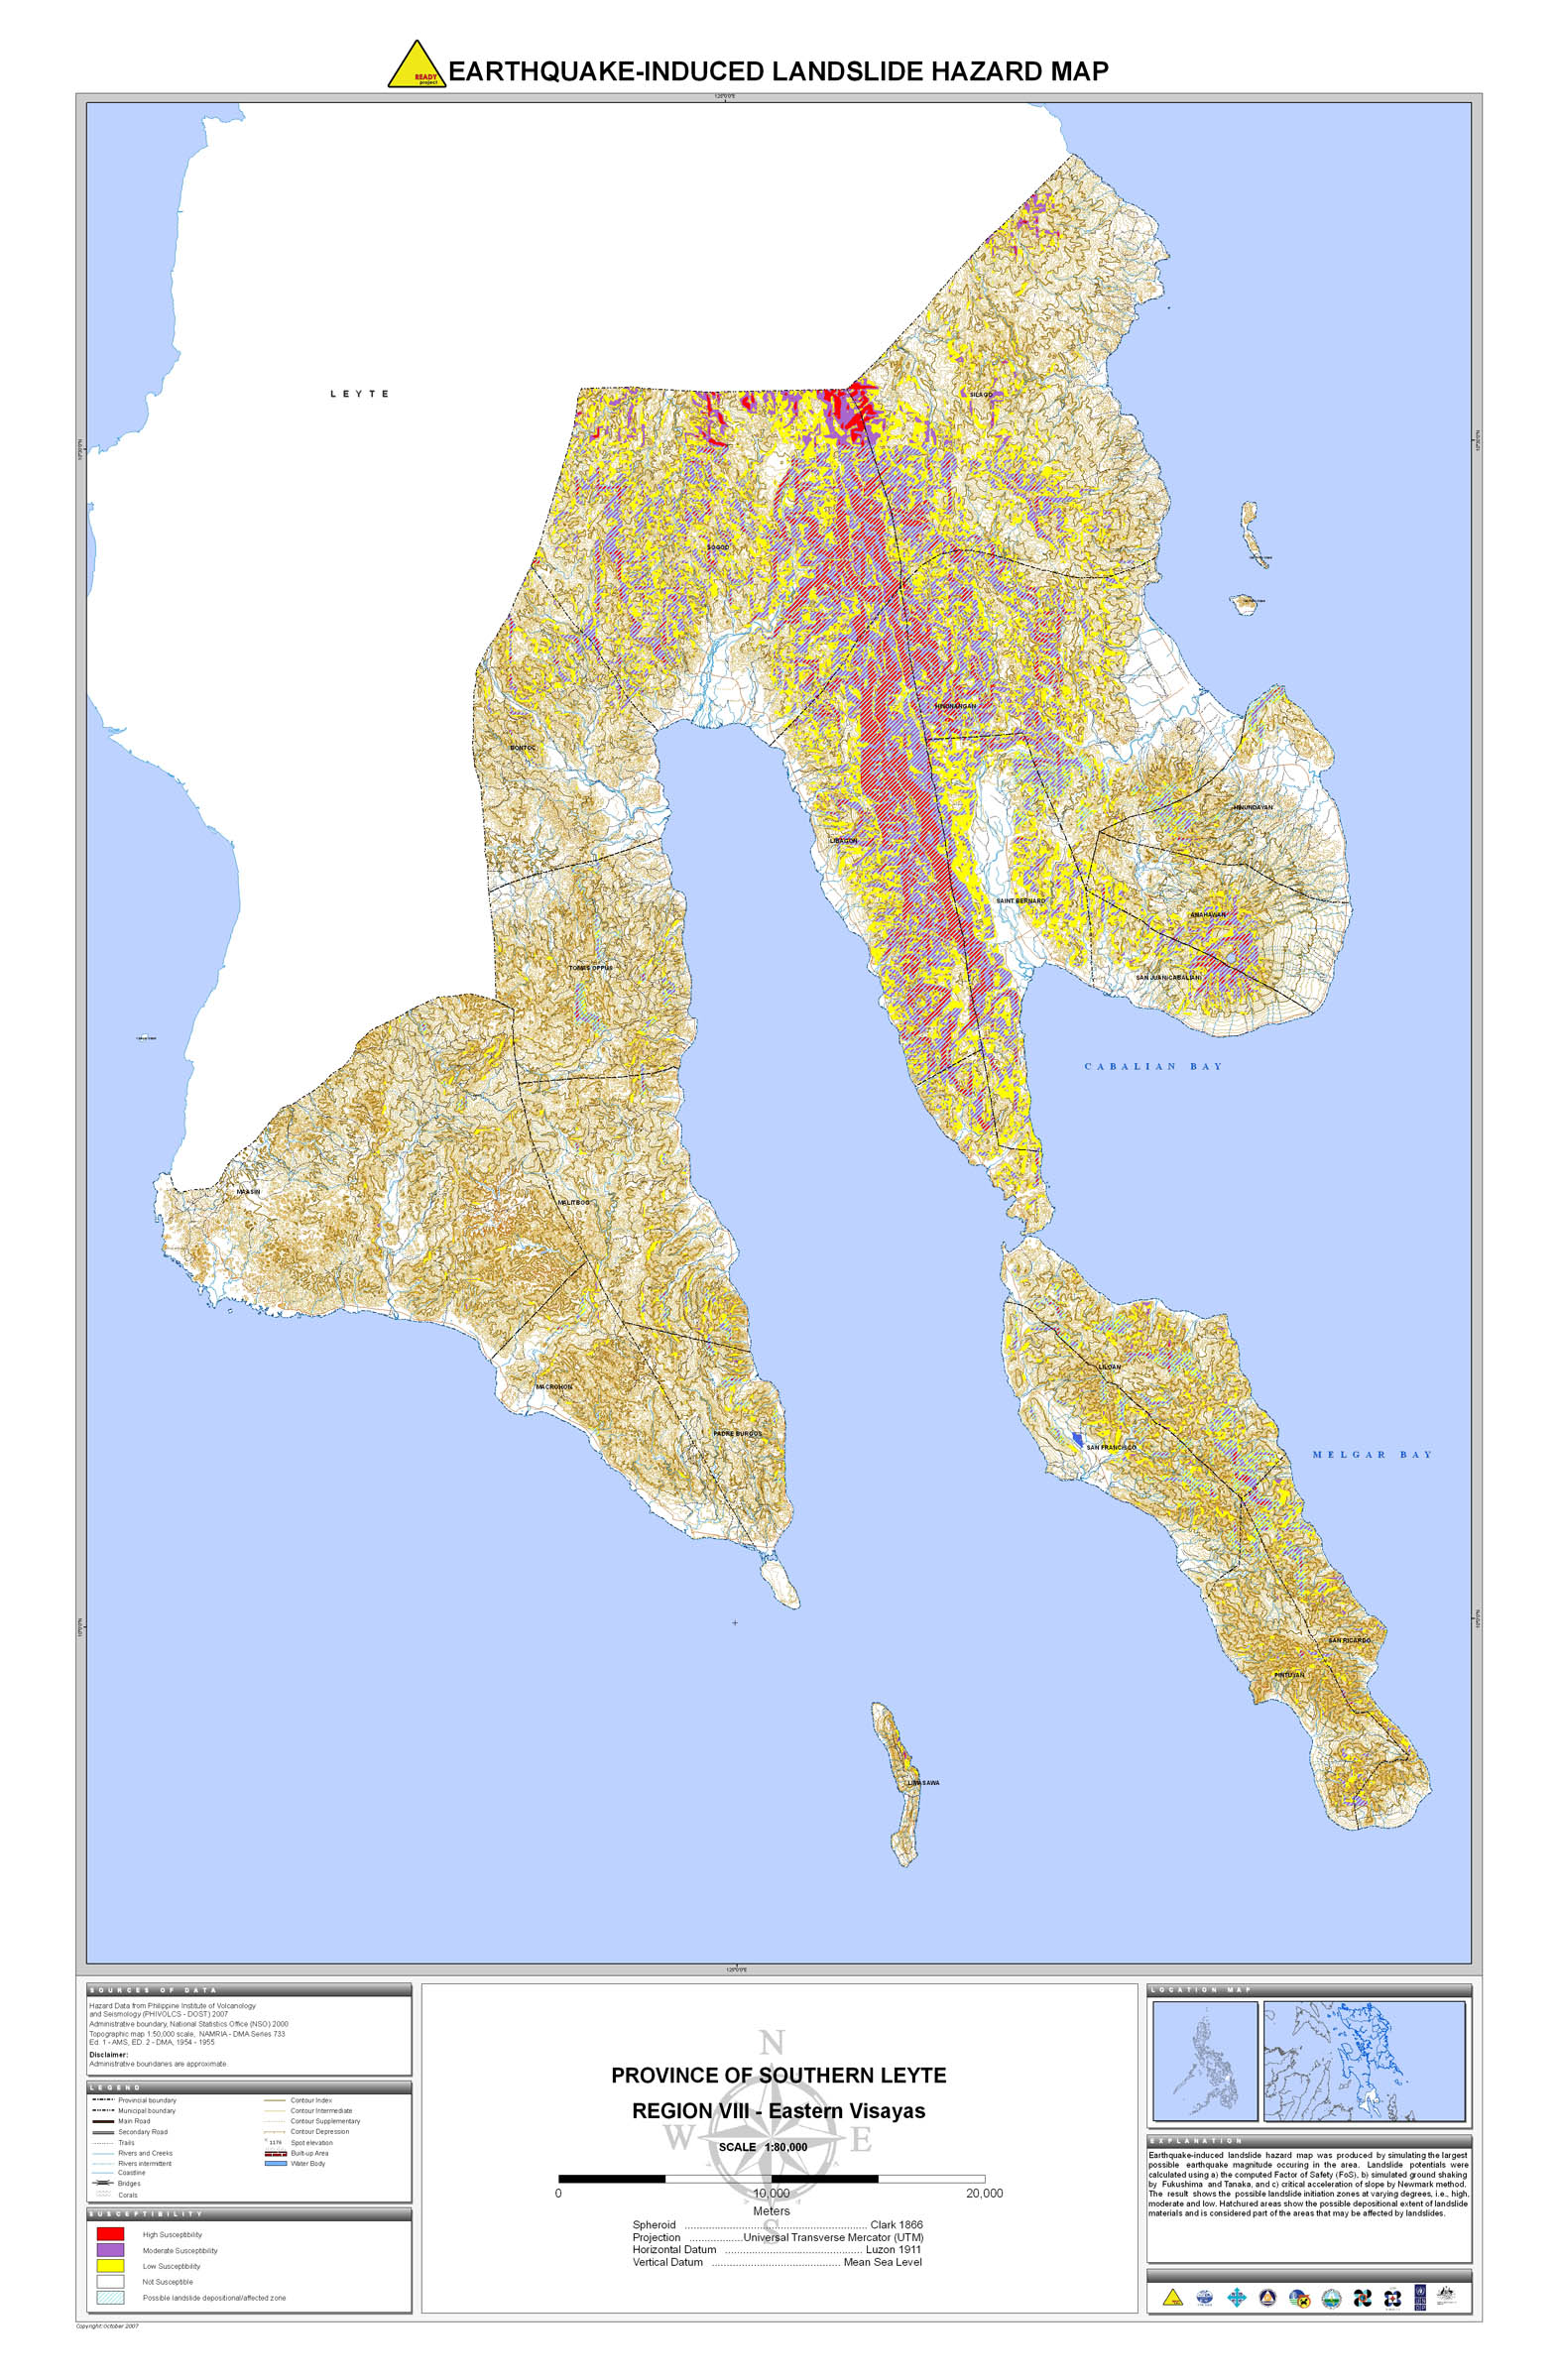 READY
project
EARTHQUAKE-INDUCED LANDSLIDE HAZARD MAP
125°0'0"E
LEYTE
SILAGO
SOGOD
HINUNANGAN
BONTOC
HINUNDAYAN
LIBAGON
SAINT BERNARD
ANAHAWAN
TOMAS OPPUS
SAN JUAN(CABALIAN)
CABALIAN BAY
MAASIN
MALITBOG
LILOAN
MACROHON
PADRE BURGOS
SAN FRANCISCO
MELGAR BAY
SAN RICARDO
PINTUYAN
LIMASAWA
125°0'0"E
SOURCES OF DATA
Hazard Data from Philippine Institute of Volcanology
and Seismology (PHIVOLCS - DOST) 2007
Administrative boundary, National Statistics Office (NSO) 2000
Topographic map 1:50,000 scale, NAMRIA - DMA Series 733
Ed. 1 - AMS, ED. 2 - DMA, 1954 - 1955
Disclaimer:
Administrative boundaries are approximate.
LEGEND
Provincial boundary
Municipal boundary
Main Road
Secondary Road
Trails
Rivers and Creeks
Rivers intermittent
Coastline
Bridges
Corals
Contour Index
Contour Intermediate
Contour Supplementary
Contour Depression
1176 Spot elevation
Built-up Area
Water Body
SUSCEPTIBILITY
High Susceptibility
Moderate Susceptibility
Low Susceptibility
Not Susceptible
Possible landslide depositional/affected zone
Copyright October 2007
N
PROVINCE OF SOUTHERN LEYTE
REGION VIII - Eastern Visayas
W E
SCALE 1:80,000
0 10,000 20,000
Meters
S
Spheroid Clark 1866
Projection Universal Transverse Mercator (UTM)
Horizontal Datum Luzon 1911
Vertical Datum Mean Sea Level
LOCATION MAP
EXPLANATION
Earthquake-induced landslide hazard map was produced by simulating the largest
possible earthquake magnitude occuring in the area. Landslide potentials were
calculated using a) the computed Factor of Safety (FoS), b) simulated ground shaking
by Fukushima and Tanaka, and c) critical acceleration of slope by Newmark method.
The result shows the possible landslide initiation zones at varying degrees, i.e., high,
moderate and low. Hatchured areas show the possible depositional extent of landslide
materials and is considered part of the areas that may be affected by landslides.